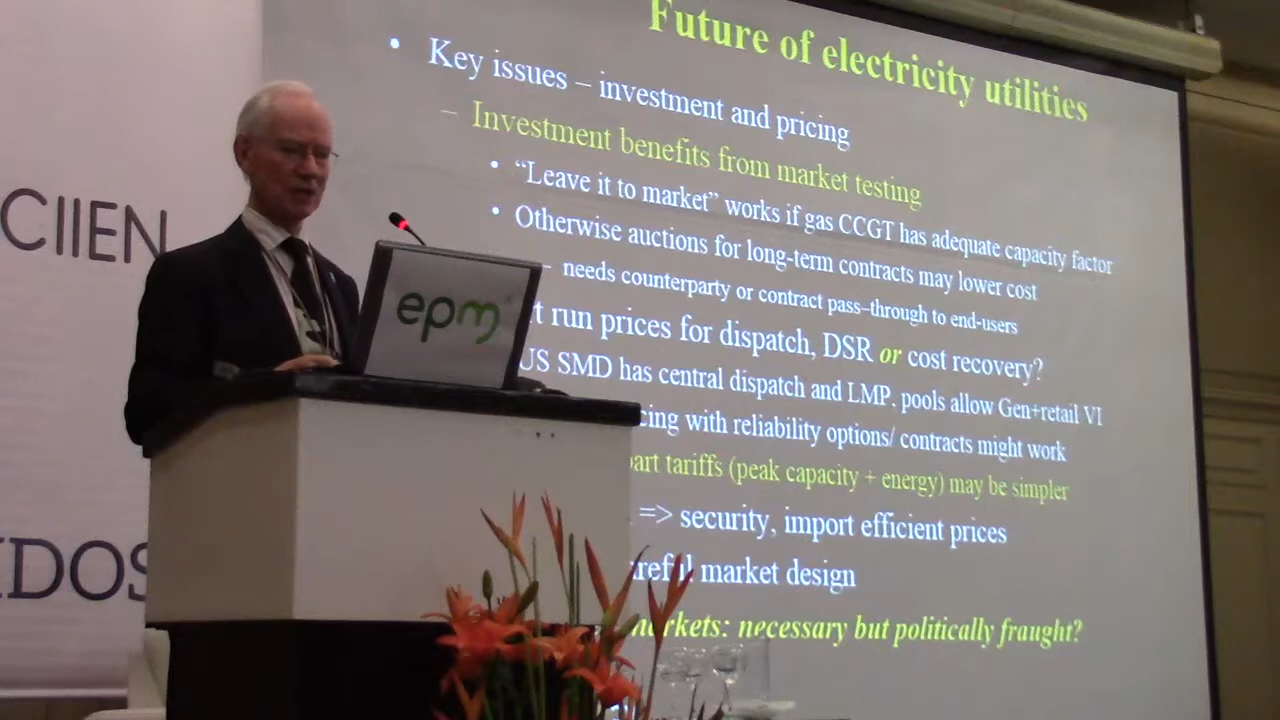 Future of electricity utilities
• Key issues – investment and pricing
– Investment benefits from market testing
• “Leave it to market” works if gas CCGT has adequate capacity factor
• Otherwise auctions for long-term contracts may lower cost
– needs counterparty or contract pass–through to end-users
run prices for dispatch, DSR or cost recovery?
US SMD has central dispatch and LMP, pools allow Gen+retail VI
with reliability options/ contracts might work
tariffs (peak capacity + energy) may be simpler
=> security, import efficient prices
market design
markets: necessary but politically fraught?
CIIEN
IDOS
epm